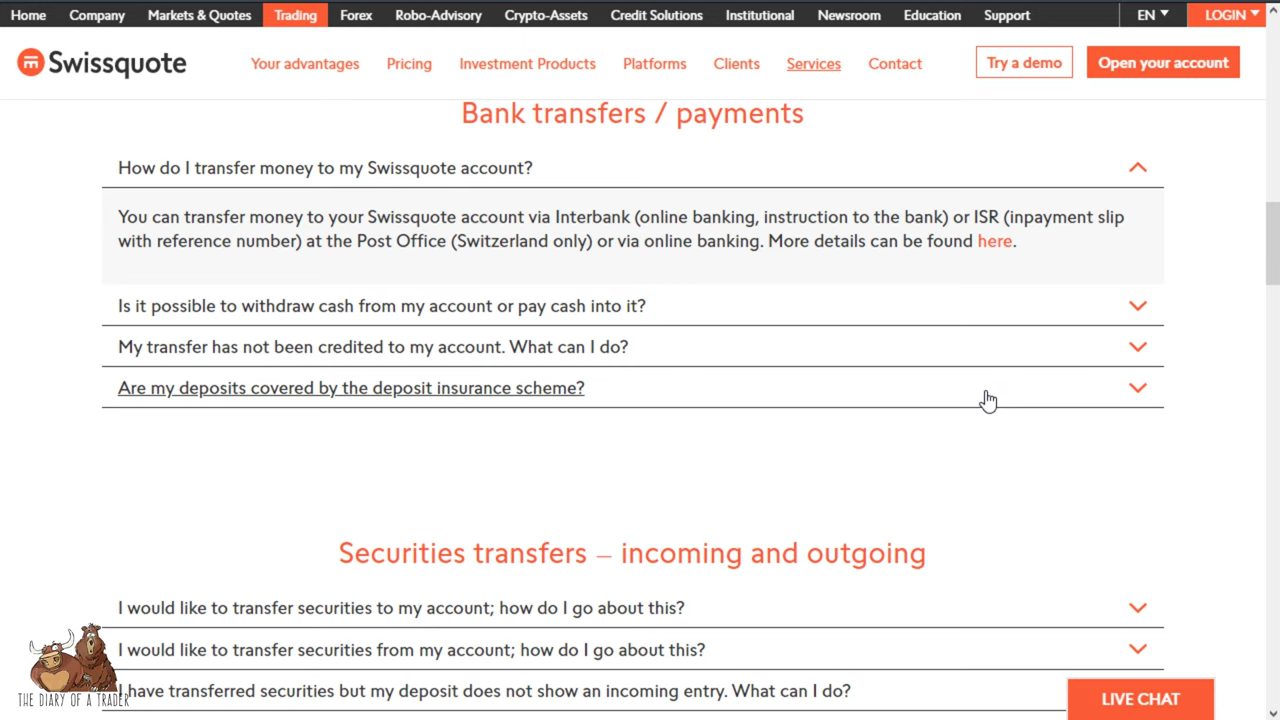 Home Company Markets & Quotes Trading Forex Robo-Advisory Crypto-Assets Credit Solutions Institutional Newsroom Education Support EN LOGIN
Swissquote Your advantages Pricing Investment Products Platforms Clients Services Contact Try a demo Open your account
Bank transfers / payments
How do I transfer money to my Swissquote account?
You can transfer money to your Swissquote account via Interbank (online banking, instruction to the bank) or ISR (inpayment slip
with reference number) at the Post Office (Switzerland only) or via online banking. More details can be found here.
Is it possible to withdraw cash from my account or pay cash into it?
My transfer has not been credited to my account. What can I do?
Are my deposits covered by the deposit insurance scheme?
Securities transfers – incoming and outgoing
I would like to transfer securities to my account; how do I go about this?
I would like to transfer securities from my account; how do I go about this?
I have transferred securities but my deposit does not show an incoming entry. What can I do?
THE DIARY OF A TRADER
LIVE CHAT